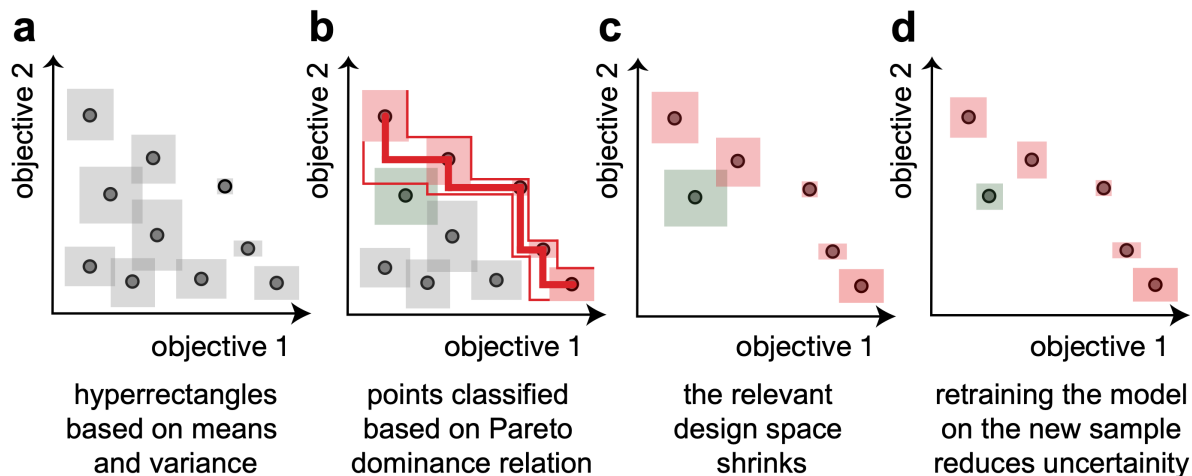 a
objective 2
objective 1
hyperrectangles
based on means
and variance
b
objective 2
objective 1
points classified
based on Pareto
dominance relation
c
objective 2
objective 1
the relevant
design space
shrinks
d
objective 2
objective 1
retraining the model
on the new sample
reduces uncertainity